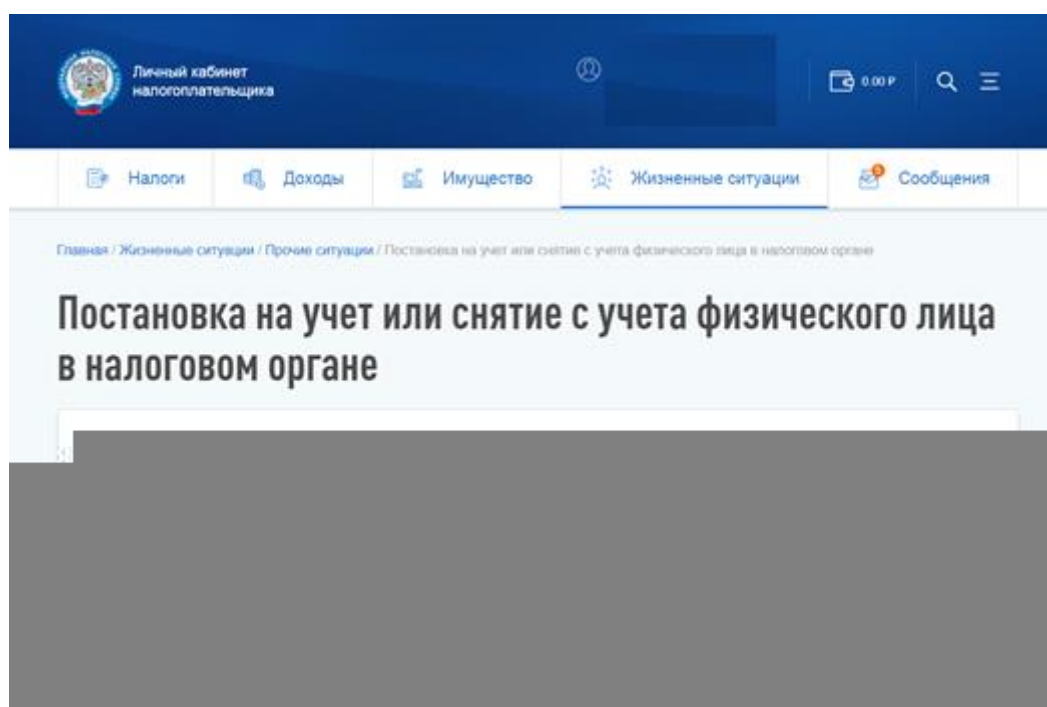 Личный кабинет
налогоплательщика
0.00 ₽
Налоги
Доходы
Имущество
Жизненные ситуации
Сообщения
Главная / Жизненные ситуации / Прочие ситуации / Постановка на учет или снятие с учета физического лица в налоговом органе
Постановка на учет или снятие с учета физического лица
в налоговом органе